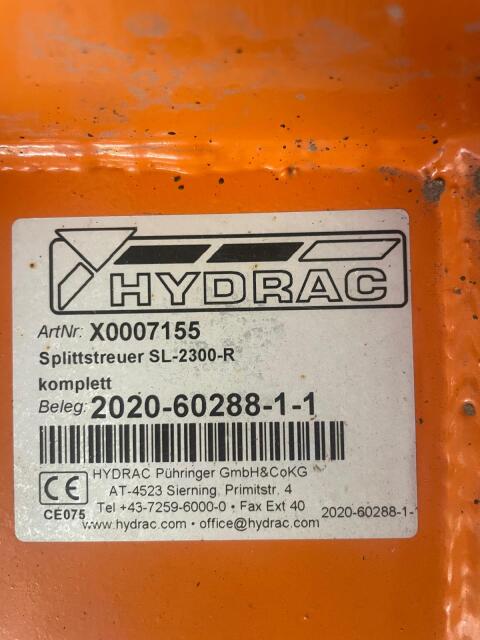 HYDRAC
ArtNr: X0007155
Splittstreuer SL-2300-R
komplett
Beleg: 2020-60288-1-1
HYDRAC Pühringer GmbH&CoKG
AT-4523 Sierning, Primitstr. 4
CE
CE075
Tel +43-7259-6000-0 • Fax Ext 40
2020-60288-1-1
www.hydrac.com • office@hydrac.com